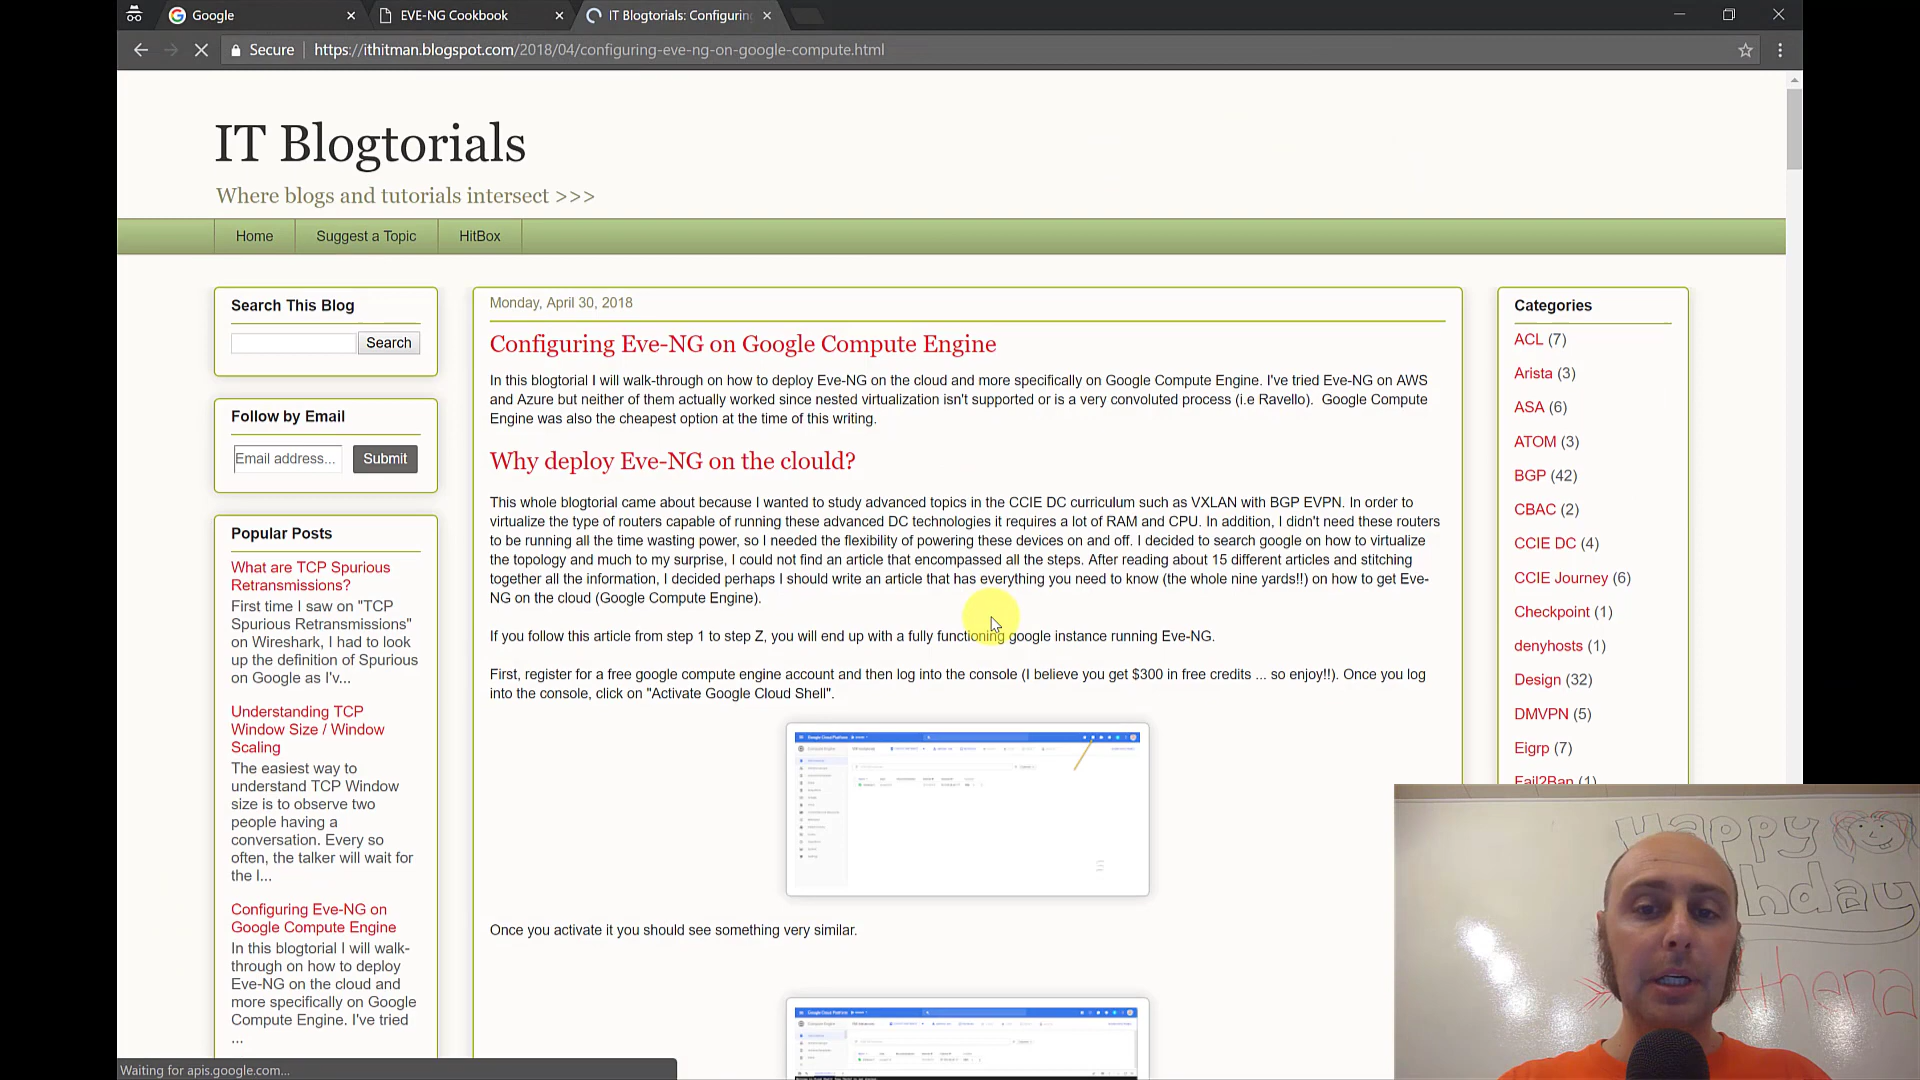 Google
EVE-NG Cookbook
IT Blogtorials: Configuring
Secure
https://ithitman.blogspot.com/2018/04/configuring-eve-ng-on-google-compute.html
IT Blogtorials
Where blogs and tutorials intersect >>>
Home
Suggest a Topic
HitBox
Search This Blog
Search
Follow by Email
Email address...
Submit
Popular Posts
What are TCP Spurious
Retransmissions?
First time I saw on "TCP
Spurious Retransmissions"
on Wireshark, I had to look
up the definition of Spurious
on Google as I'v...
Understanding TCP
Window Size / Window
Scaling
The easiest way to
understand TCP Window
size is to observe two
people having a
conversation. Every so
often, the talker will wait for
the l...
Configuring Eve-NG on
Google Compute Engine
In this blogtorial I will walk-
through on how to deploy
Eve-NG on the cloud and
more specifically on Google
Compute Engine. I've tried
...
Monday, April 30, 2018
Configuring Eve-NG on Google Compute Engine
In this blogtorial I will walk-through on how to deploy Eve-NG on the cloud and more specifically on Google Compute Engine. I've tried Eve-NG on AWS
and Azure but neither of them actually worked since nested virtualization isn't supported or is a very convoluted process (i.e Ravello).  Google Compute
Engine was also the cheapest option at the time of this writing.
Why deploy Eve-NG on the clould?
This whole blogtorial came about because I wanted to study advanced topics in the CCIE DC curriculum such as VXLAN with BGP EVPN. In order to
virtualize the type of routers capable of running these advanced DC technologies it requires a lot of RAM and CPU. In addition, I didn't need these routers
to be running all the time wasting power, so I needed the flexibility of powering these devices on and off. I decided to search google on how to virtualize
the topology and much to my surprise, I could not find an article that encompassed all the steps. After reading about 15 different articles and stitching
together all the information, I decided perhaps I should write an article that has everything you need to know (the whole nine yards!!) on how to get Eve-
NG on the cloud (Google Compute Engine).
If you follow this article from step 1 to step Z, you will end up with a fully functioning google instance running Eve-NG.
First, register for a free google compute engine account and then log into the console (I believe you get $300 in free credits ... so enjoy!!). Once you log
into the console, click on "Activate Google Cloud Shell".
Google Cloud Platform
Once you activate it you should see something very similar.
Google Cloud Platform
Categories
ACL (7)
Arista (3)
ASA (6)
ATOM (3)
BGP (42)
CBAC (2)
CCIE DC (4)
CCIE Journey (6)
Checkpoint (1)
denyhosts (1)
Design (32)
DMVPN (5)
Eigrp (7)
Fail2Ban (1)
Happy
hday
Waiting for apis.google.com...